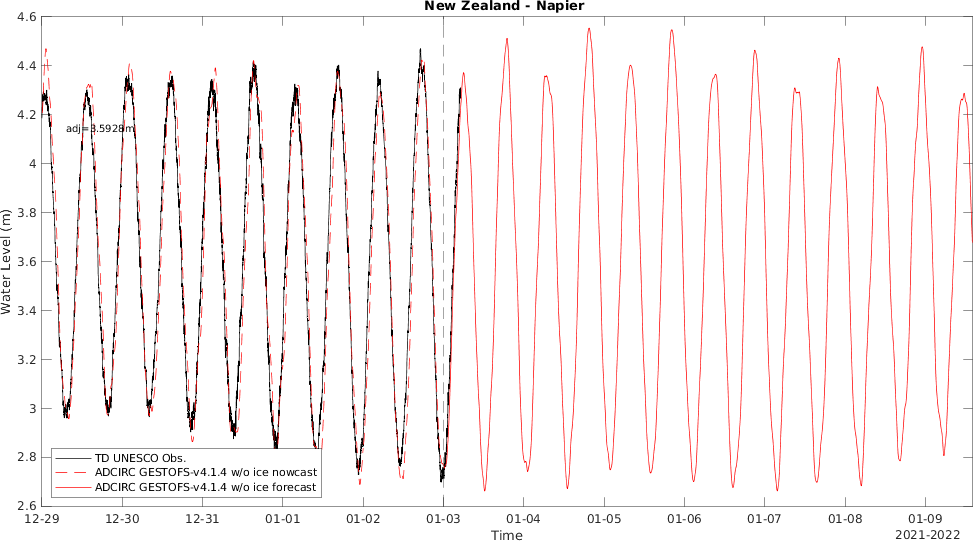 New Zealand - Napier
4.6
4.4
4.2
4
3.8
3.6
3.4
3.2
3
2.8
2.6
Water Level (m)
adj=3.5928m
TD UNESCO Obs.
ADCIRC GESTOFS-v4.1.4 w/o ice nowcast
ADCIRC GESTOFS-v4.1.4 w/o ice forecast
12-29 12-30 12-31 01-01 01-02 01-03 01-04 01-05 01-06 01-07 01-08 01-09
Time
2021-2022